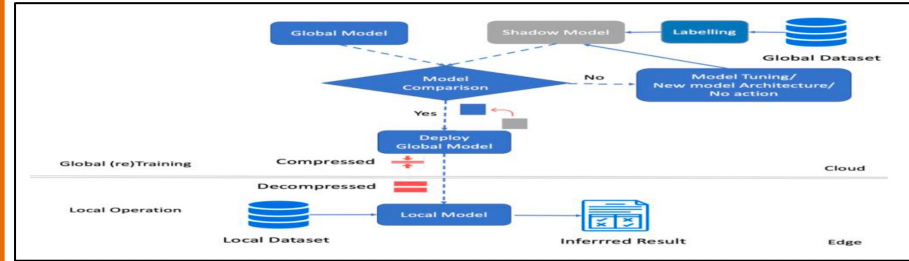 Global Model
Shadow Model
Labelling
Global Dataset
Model
Comparison
No
Model Tuning/
New model Architecture/
No action
Yes
Deploy
Global Model
Global (re)Training
Compressed
Cloud
Decompressed
Local Operation
Local Model
Local Dataset
Inferrred Result
Edge